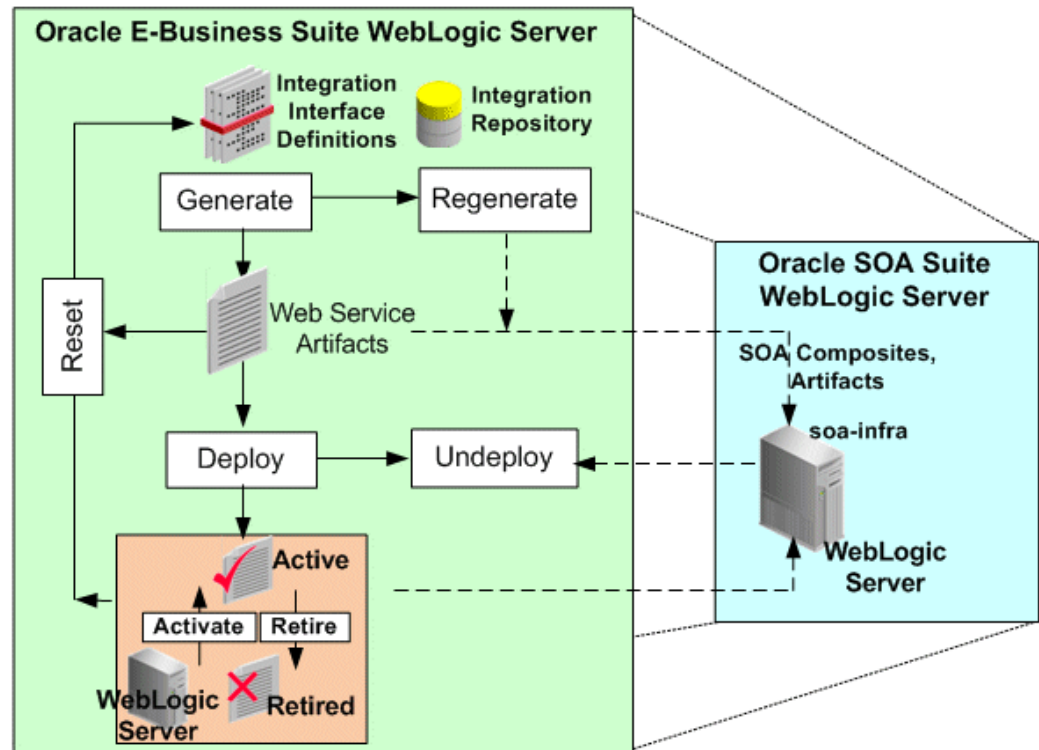 Oracle E-Business Suite WebLogic Server
Integration
Interface
Definitions
Integration
Repository
Generate
Regenerate
Reset
Web Service
Artifacts
Deploy
Undeploy
Active
Activate
Retire
WebLogic
Server
Retired
Oracle SOA Suite
WebLogic Server
SOA Composites,
Artifacts
soa-infra
WebLogic
Server